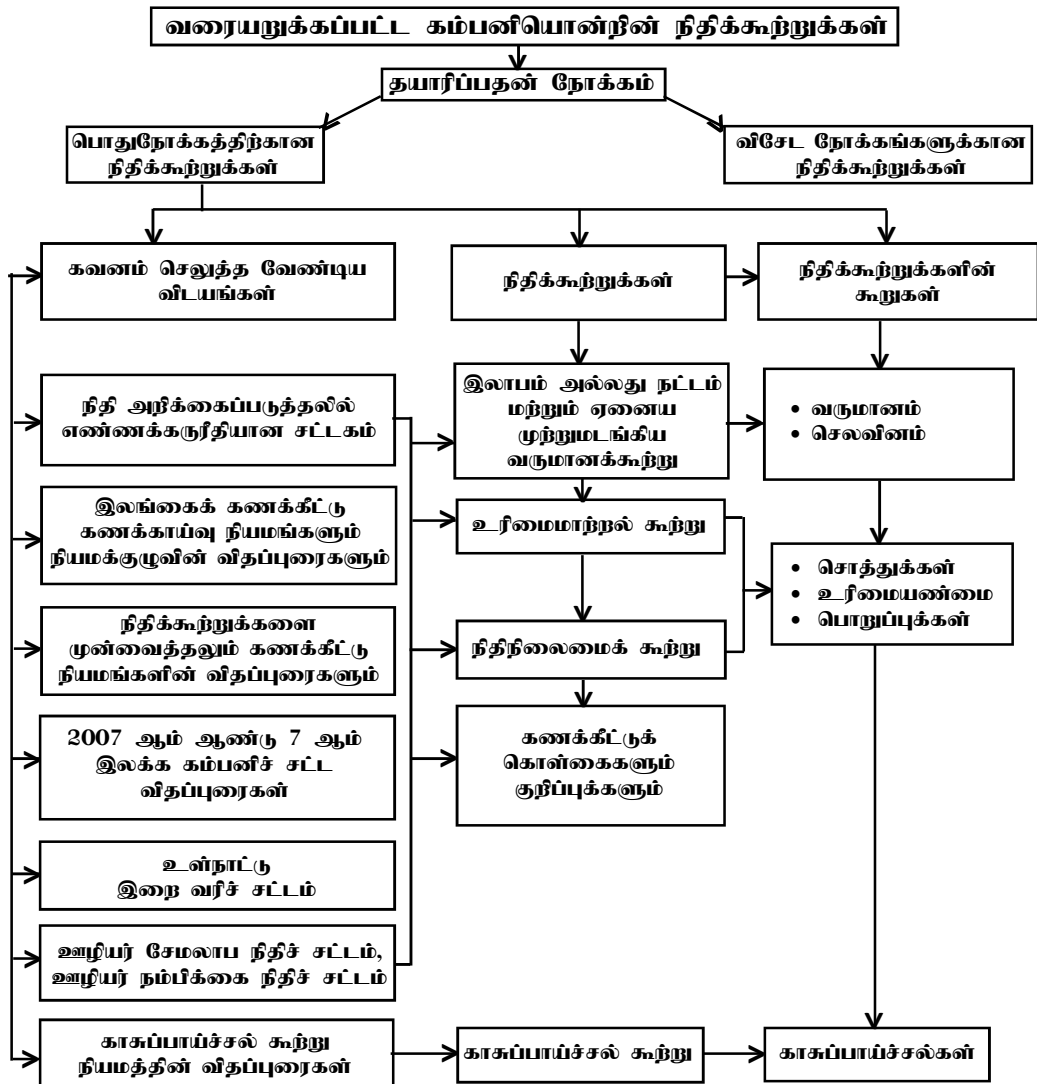 வரையறுக்கப்பட்ட கம்பனியொன்றின் நிதிக்கூற்றுக்கள்
தயாரிப்பதன் நோக்கம்
பொதுநோக்கத்திற்கான
நிதிக்கூற்றுக்கள்
விசேட நோக்கங்களுக்கான
நிதிக்கூற்றுக்கள்
கவனம் செலுத்த வேண்டிய
விடயங்கள்
நிதிக்கூற்றுக்கள்
நிதிக்கூற்றுக்களின்
கூறுகள்
நிதி அறிக்கைப்படுத்தலில்
எண்ணக்கருரீதியான சட்டகம்
இலாபம் அல்லது நட்டம்
மற்றும் ஏனைய
முற்றுமடங்கிய
வருமானக்கூற்று
• வருமானம்
• செலவினம்
இலங்கைக் கணக்கீட்டு
கணக்காய்வு நியமங்களும்
நியமக்குழுவின் விதப்புரைகளும்
உரிமைமாற்றல் கூற்று
• சொத்துக்கள்
• உரிமையண்மை
• பொறுப்புக்கள்
நிதிக்கூற்றுக்களை
முன்வைத்தலும் கணக்கீட்டு
நியமங்களின் விதப்புரைகளும்
நிதிநிலைமைக் கூற்று
2007 ஆம் ஆண்டு 7 ஆம்
இலக்க கம்பனிச் சட்ட
விதப்புரைகள்
கணக்கீட்டுக்
கொள்கைகளும்
குறிப்புக்களும்
உள்நாட்டு
இறை வரிச் சட்டம்
ஊழியர் சேமலாப நிதிச் சட்டம்,
ஊழியர் நம்பிக்கை நிதிச் சட்டம்
காசுப்பாய்ச்சல் கூற்று
நியமத்தின் விதப்புரைகள்
காசுப்பாய்ச்சல் கூற்று
காசுப்பாய்ச்சல்கள்